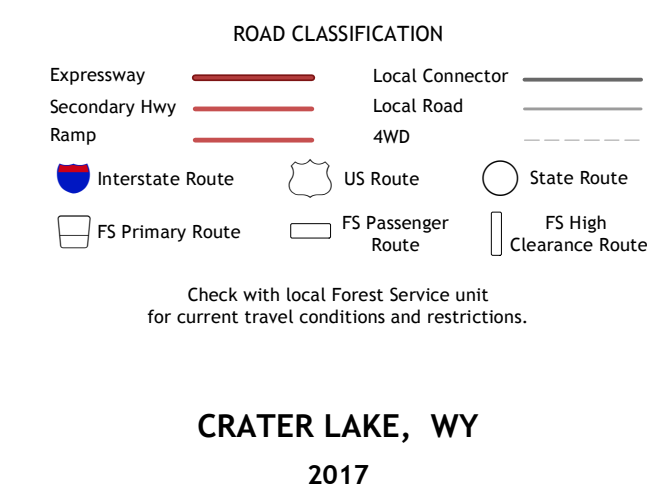 ROAD CLASSIFICATION
Expressway
Local Connector
Secondary Hwy
Local Road
Ramp
4WD
Interstate Route
US Route
State Route
FS Primary Route
FS Passenger
Route
FS High
Clearance Route
Check with local Forest Service unit
for current travel conditions and restrictions.
CRATER LAKE, WY
2017